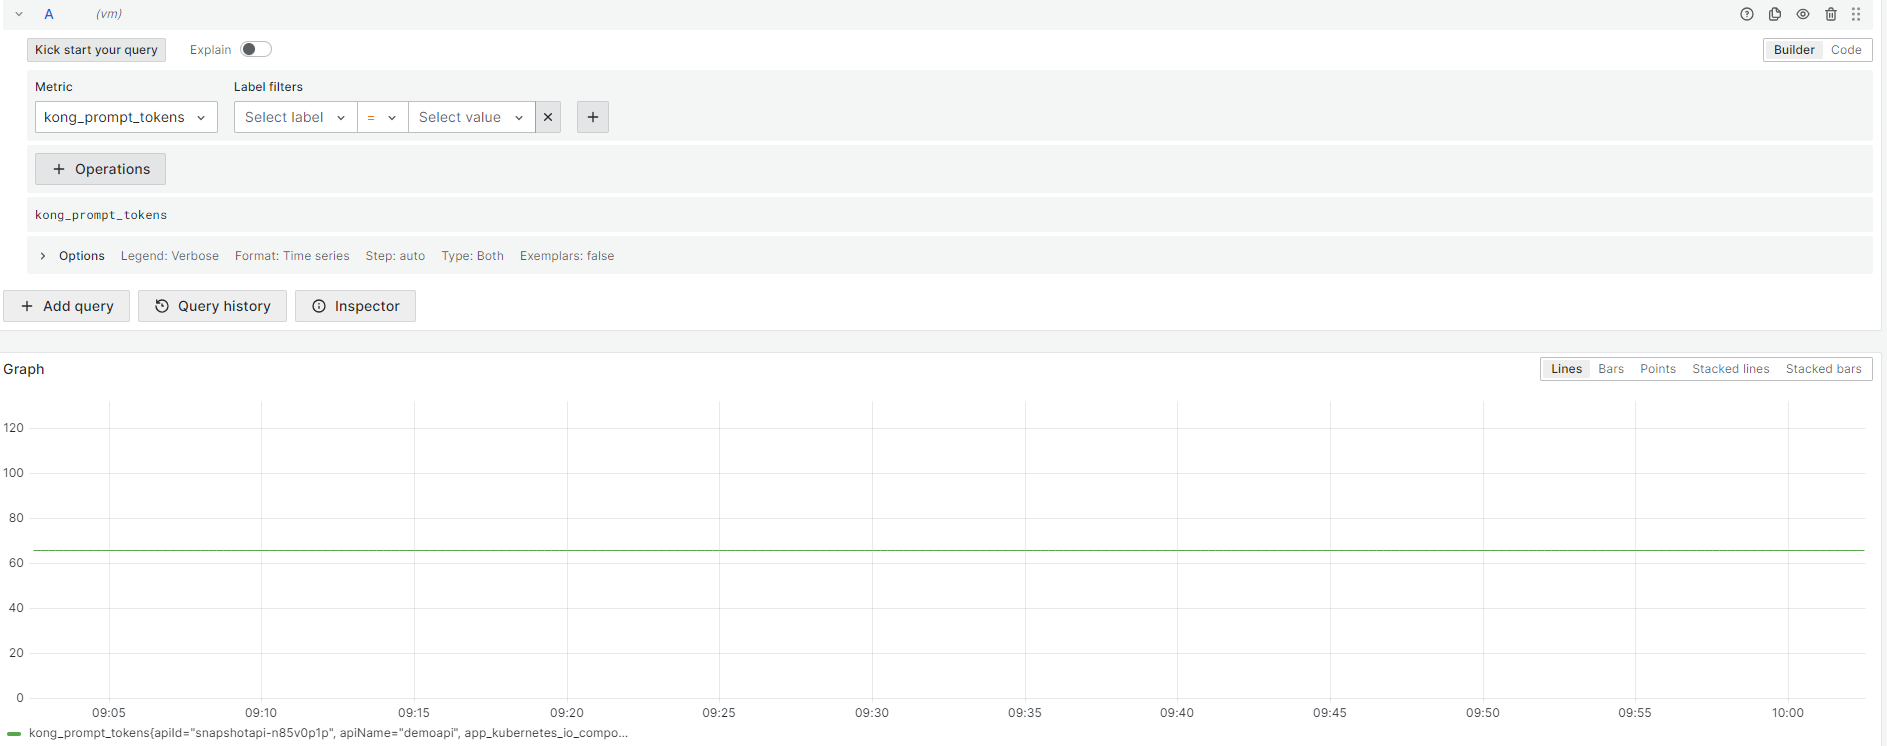 A (vm)
Kick start your query Explain Builder Code
Metric Label filters
kong_prompt_tokens Select label = Select value
+ Operations
kong_prompt_tokens
Options Legend: Verbose Format: Time series Step: auto Type: Both Exemplars: false
+ Add query Query history Inspector
Graph Lines Bars Points Stacked lines Stacked bars
120
100
80
60
40
20
0
09:05 09:10 09:15 09:20 09:25 09:30 09:35 09:40 09:45 09:50 09:55 10:00
kong_prompt_tokens{apiId="snapshotapi-n85v0p1p", apiName="demoapi", app_kubernetes_io_compo...